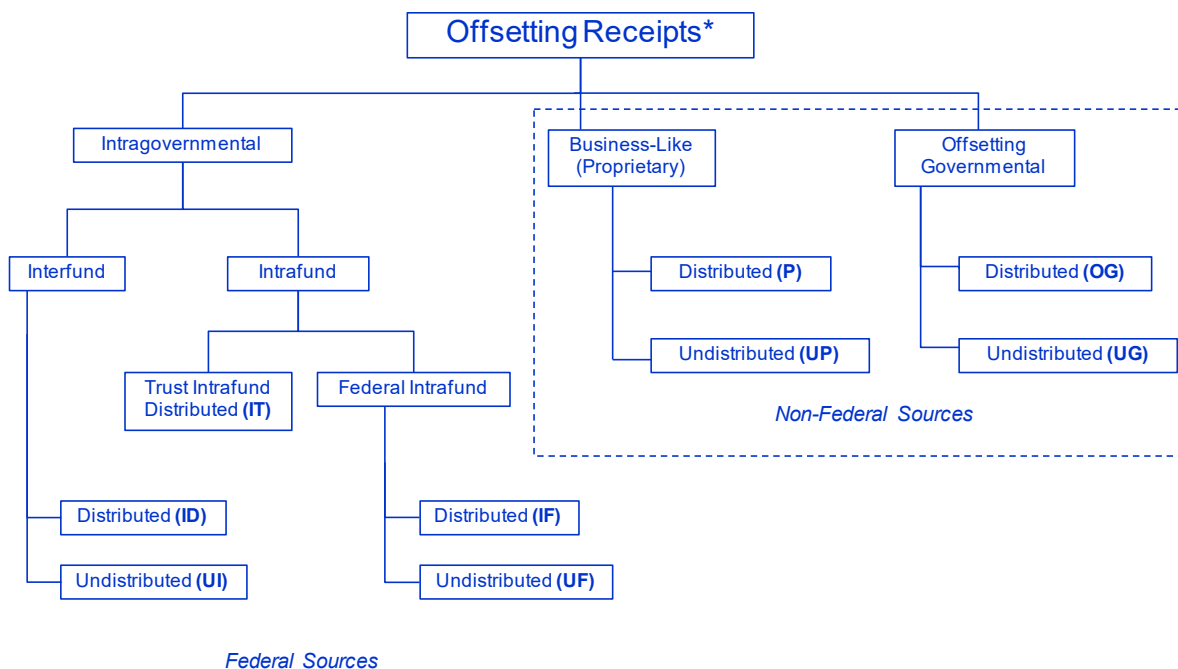 Offsetting Receipts*
Intragovernmental
Business-Like
(Proprietary)
Offsetting
Governmental
Interfund
Intrafund
Distributed (P)
Distributed (OG)
Undistributed (UP)
Undistributed (UG)
Trust Intrafund
Distributed (IT)
Federal Intrafund
Non-Federal Sources
Distributed (ID)
Distributed (IF)
Undistributed (UI)
Undistributed (UF)
Federal Sources